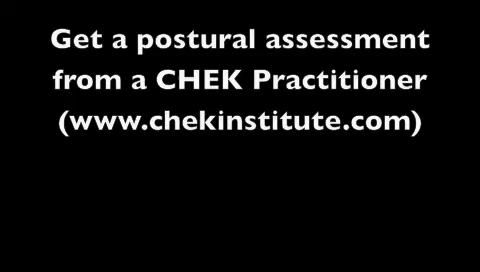 Get a postural assessment
from a CHEK Practitioner
(www.chekinstitute.com)